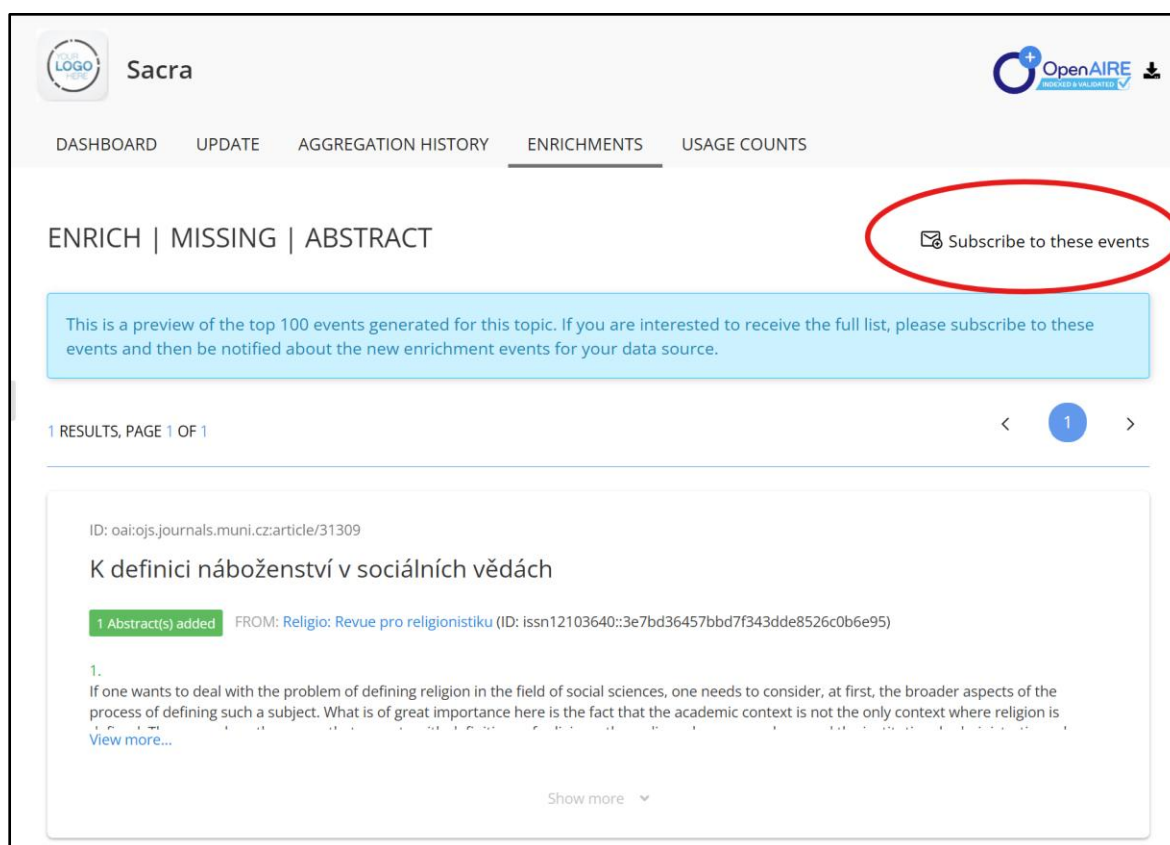 YOUR
LOGO
HERE
Sacra
OpenAIRE
INDEXED & VALIDATED
DASHBOARD UPDATE AGGREGATION HISTORY ENRICHMENTS USAGE COUNTS
ENRICH | MISSING | ABSTRACT
Subscribe to these events
This is a preview of the top 100 events generated for this topic. If you are interested to receive the full list, please subscribe to these
events and then be notified about the new enrichment events for your data source.
1 RESULTS, PAGE 1 OF 1
1
ID: oai:ojs.journals.muni.cz:article/31309
K definici náboženství v sociálních vědách
1 Abstract(s) added FROM: Religio: Revue pro religionistiku (ID: issn12103640::3e7bd36457bbd7f343dde8526c0b6e95)
1.
If one wants to deal with the problem of defining religion in the field of social sciences, one needs to consider, at first, the broader aspects of the
process of defining such a subject. What is of great importance here is the fact that the academic context is not the only context where religion is
View more...
Show more